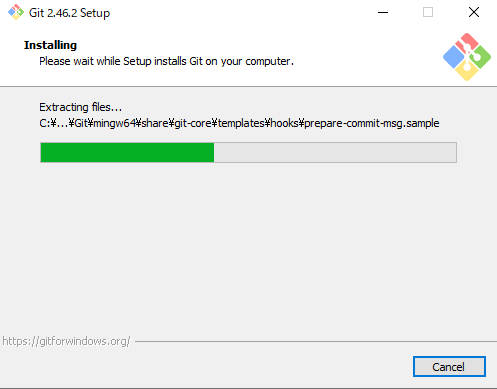 Git 2.46.2 Setup
Installing
Please wait while Setup installs Git on your computer.
Extracting files...
C:¥...¥Git¥mingw64¥share¥git-core¥templates¥hooks¥prepare-commit-msg.sample
https://gitforwindows.org/
Cancel